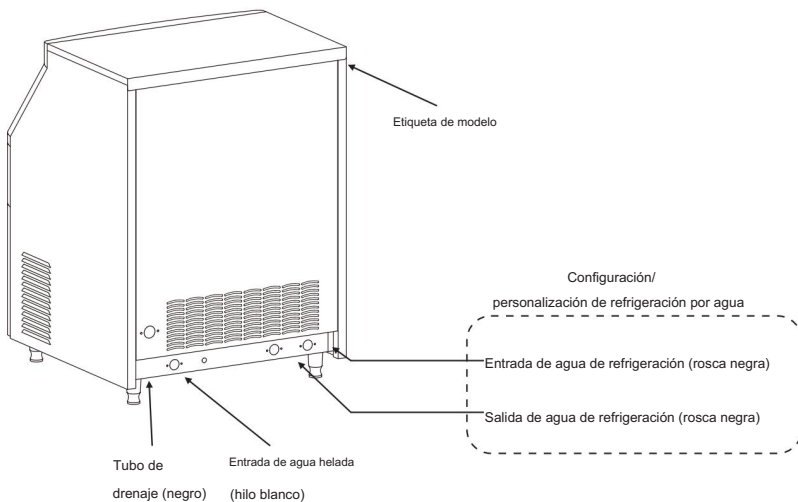 Etiqueta de modelo
Configuración/
personalización de refrigeración por agua
Entrada de agua de refrigeración (rosca negra)
Salida de agua de refrigeración (rosca negra)
Tubo de
drenaje (negro)
Entrada de agua helada
(hilo blanco)